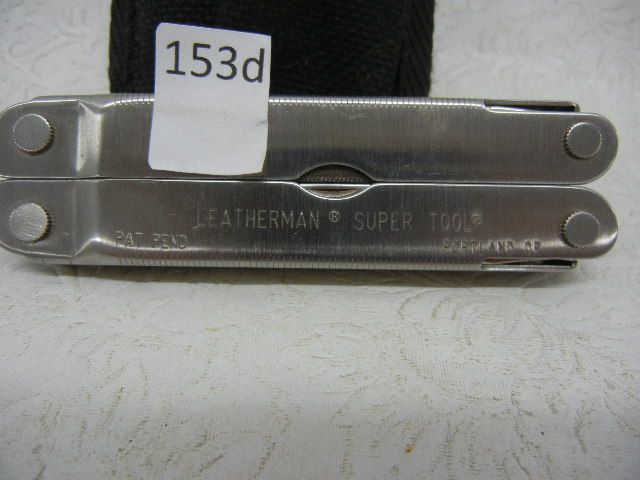 153d
LEATHERMAN® SUPER TOOL®
PAT PEND
PORTLAND OR